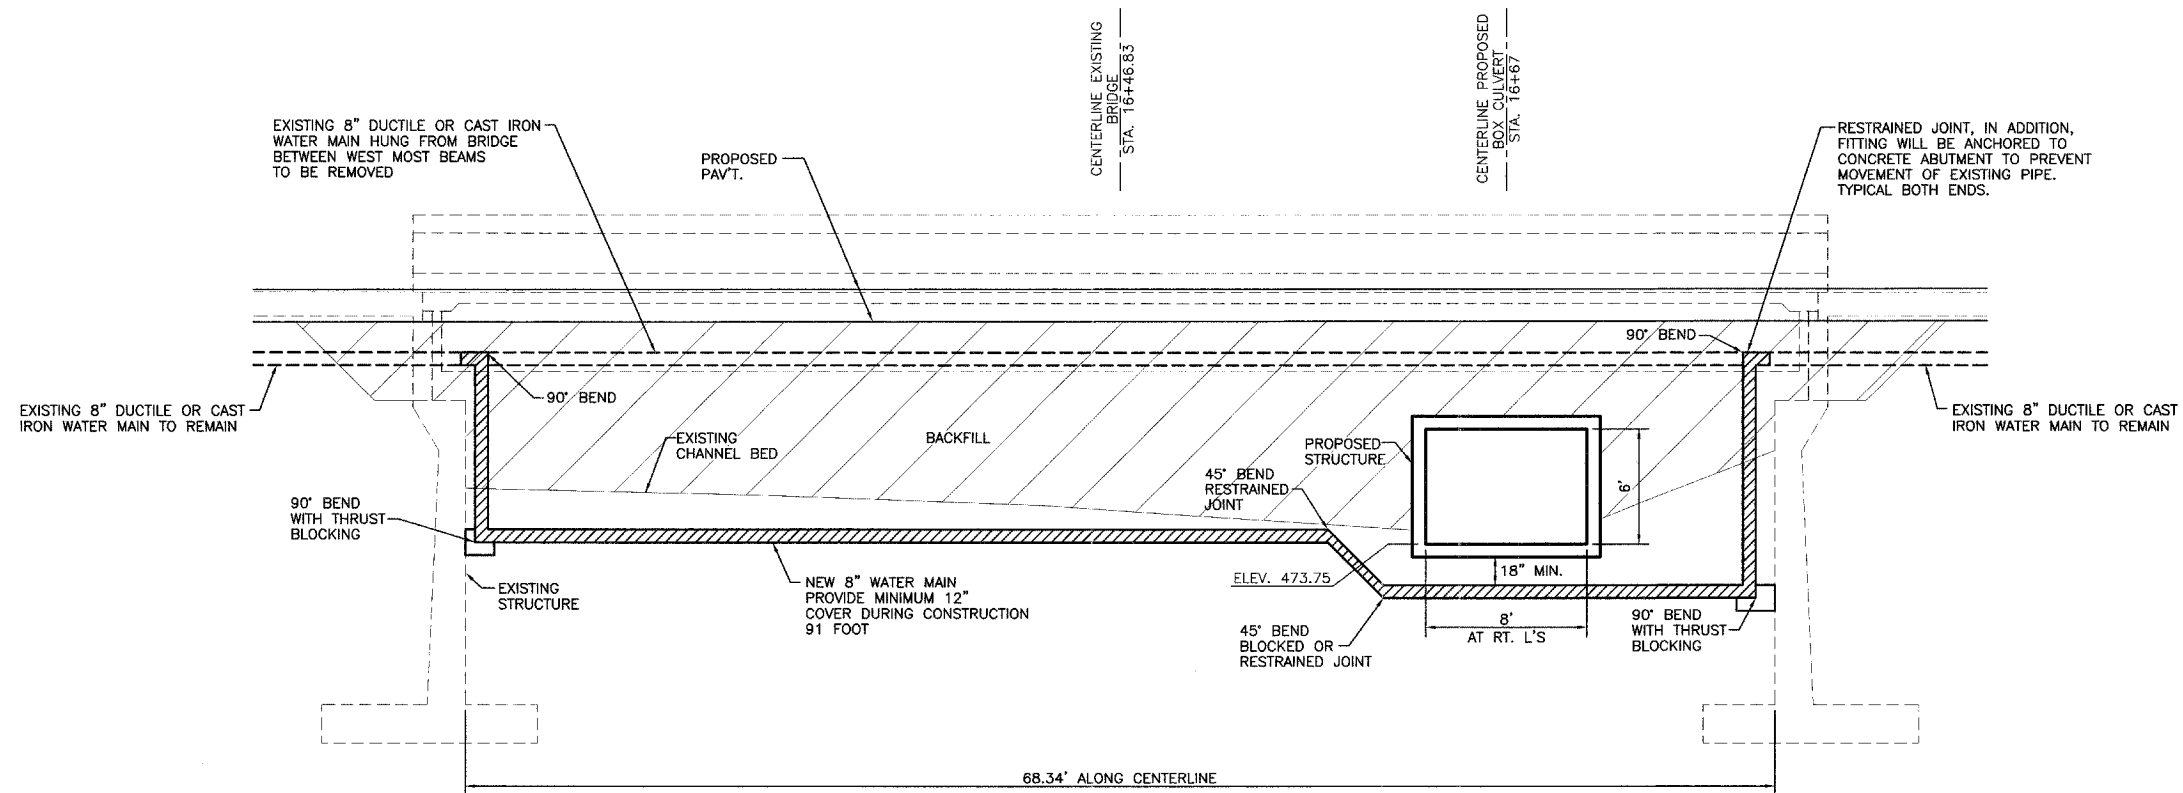 CENTERLINE EXISTING
BRIDGE
STA. 16+46.83
CENTERLINE PROPOSED
BOX CULVERT
STA. 16+67
EXISTING 8" DUCTILE OR CAST IRON
WATER MAIN HUNG FROM BRIDGE
BETWEEN WEST MOST BEAMS
TO BE REMOVED
PROPOSED
PAV'T.
RESTRAINED JOINT, IN ADDITION,
FITTING WILL BE ANCHORED TO
CONCRETE ABUTMENT TO PREVENT
MOVEMENT OF EXISTING PIPE.
TYPICAL BOTH ENDS.
90° BEND
90° BEND
EXISTING 8" DUCTILE OR CAST
IRON WATER MAIN TO REMAIN
EXISTING 8" DUCTILE OR CAST
IRON WATER MAIN TO REMAIN
EXISTING
CHANNEL BED
BACKFILL
PROPOSED
STRUCTURE
6'
45° BEND
RESTRAINED
JOINT
90° BEND
WITH THRUST
BLOCKING
EXISTING
STRUCTURE
NEW 8" WATER MAIN
PROVIDE MINIMUM 12"
COVER DURING CONSTRUCTION
91 FOOT
ELEV. 473.75
18" MIN.
8'
AT RT. L'S
45° BEND
BLOCKED OR
RESTRAINED JOINT
90° BEND
WITH THRUST
BLOCKING
68.34' ALONG CENTERLINE